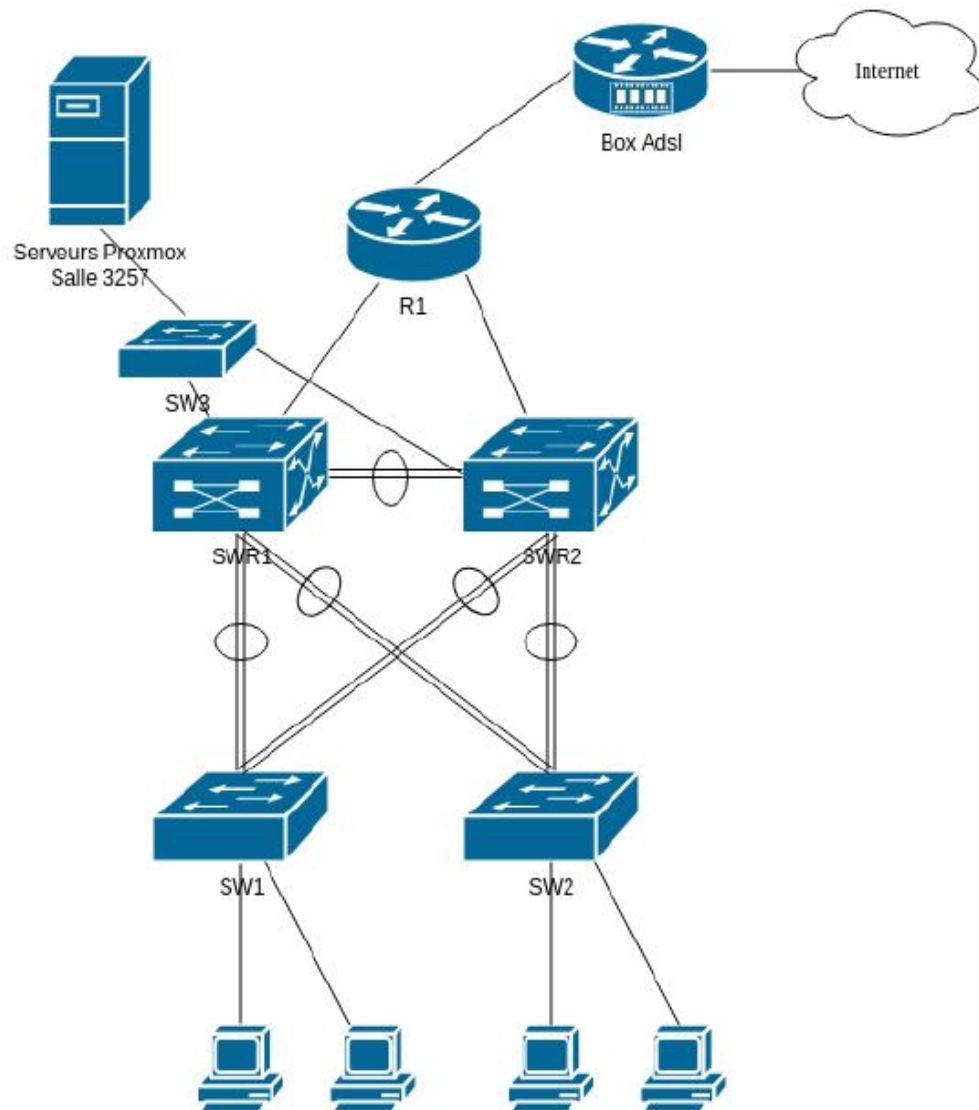 Internet
Box Adsl
Serveurs Proxmox
Salle 3257
R1
SW3
SWR1
SWR2
SW1
SW2